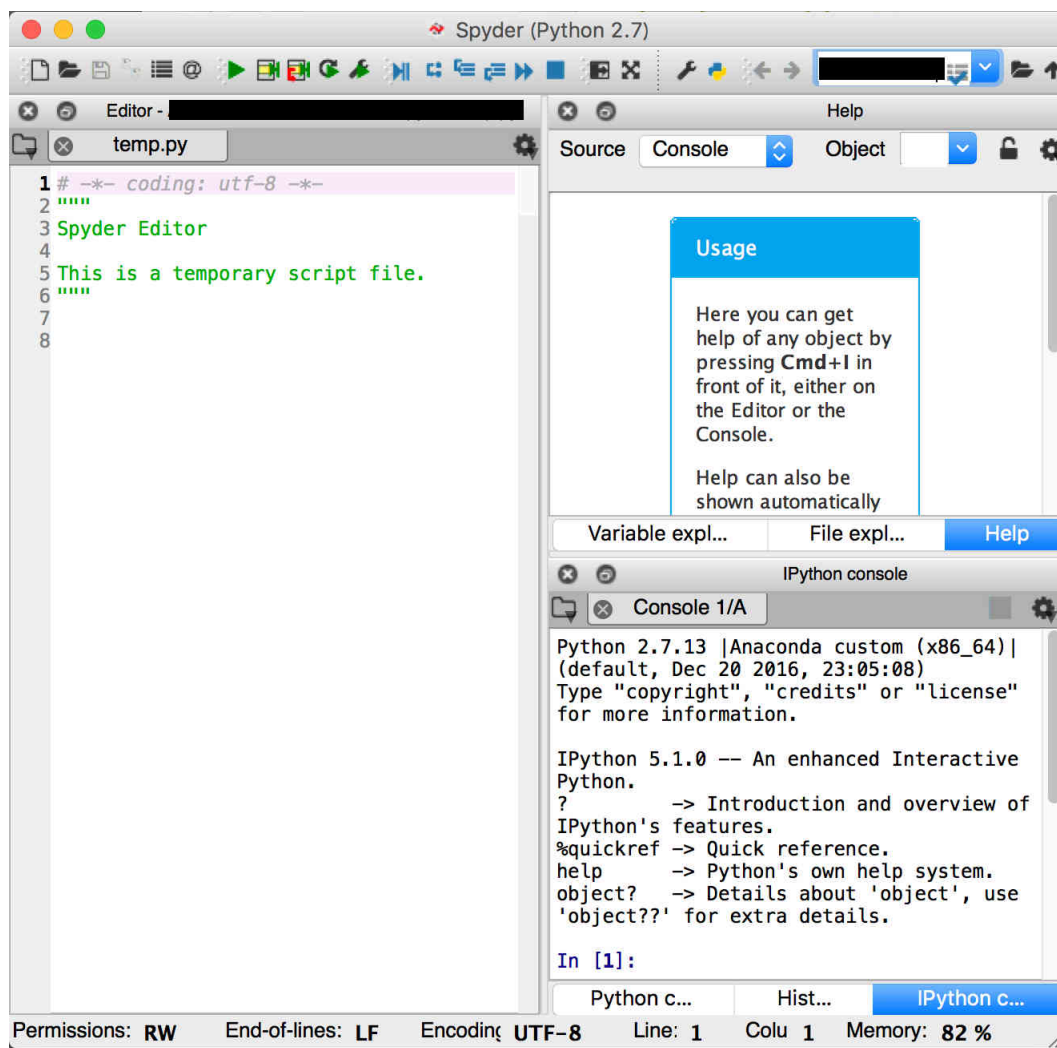 Spyder (Python 2.7)
Editor -
temp.py
1 # -*- coding: utf-8 -*-
2 """
3 Spyder Editor
4
5 This is a temporary script file.
6 """
7
8
Help
Source Console Object
Usage
Here you can get
help of any object by
pressing Cmd+I in
front of it, either on
the Editor or the
Console.
Help can also be
shown automatically
Variable expl... File expl... Help
IPython console
Console 1/A
Python 2.7.13 |Anaconda custom (x86_64)|
(default, Dec 20 2016, 23:05:08)
Type "copyright", "credits" or "license"
for more information.
IPython 5.1.0 -- An enhanced Interactive
Python.
? -> Introduction and overview of
IPython's features.
%quickref -> Quick reference.
help -> Python's own help system.
object? -> Details about 'object', use
'object??' for extra details.
In [1]:
Python c... Hist... IPython c...
Permissions: RW End-of-lines: LF Encoding UTF-8 Line: 1 Colu 1 Memory: 82 %